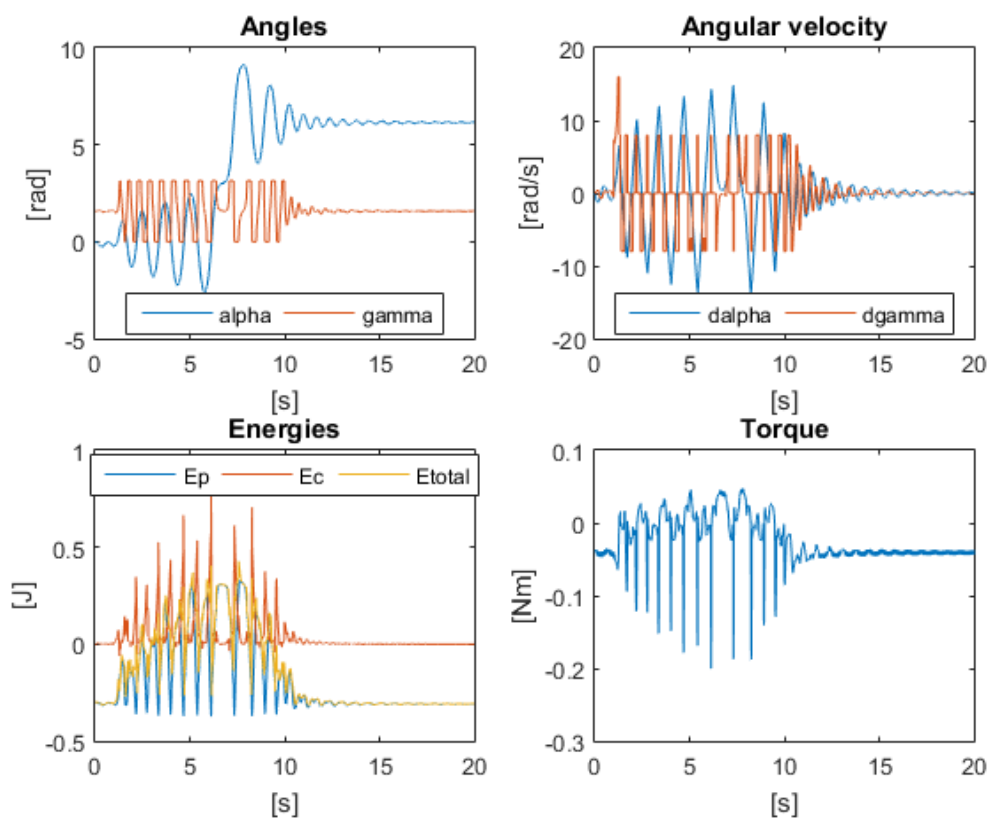 Angles
10
5
0
-5
[rad]
alpha gamma
0 5 10 15 20
[s]
Angular velocity
20
10
0
-10
-20
[rad/s]
dalpha dgamma
0 5 10 15 20
[s]
Energies
1
0.5
0
-0.5
[J]
Ep Ec Etotal
0 5 10 15 20
[s]
Torque
0.1
0
-0.1
-0.2
-0.3
[Nm]
0 5 10 15 20
[s]